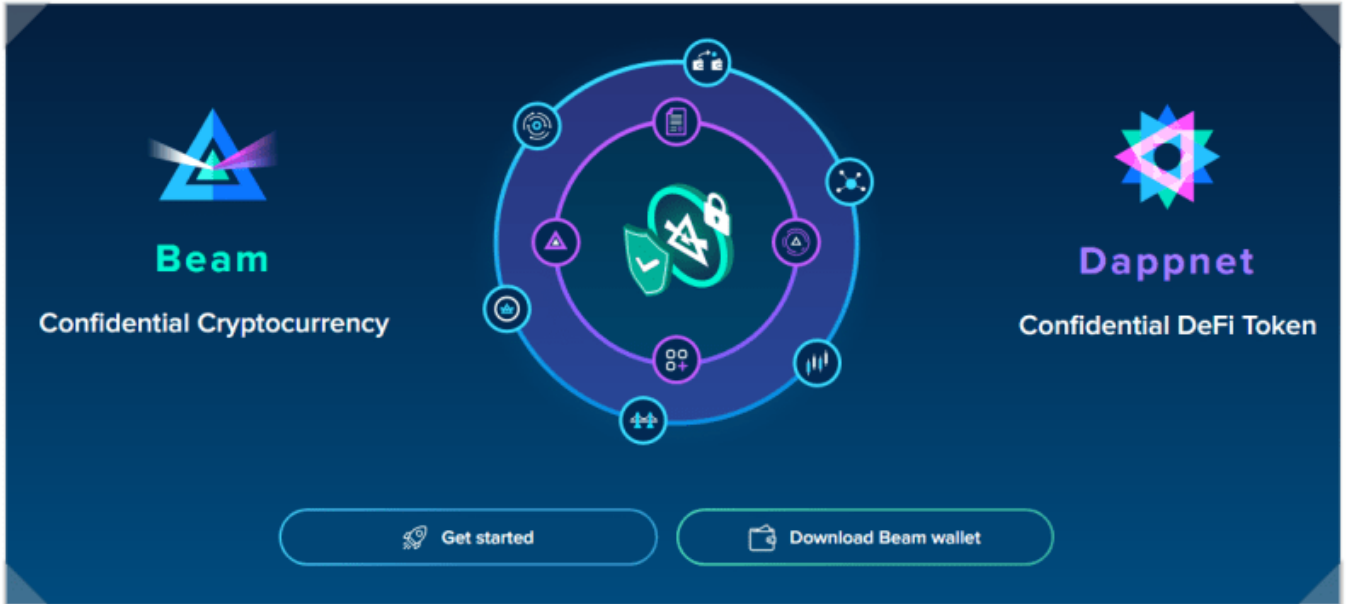 Beam
Confidential Cryptocurrency
Dappnet
Confidential DeFi Token
Get started
Download Beam wallet